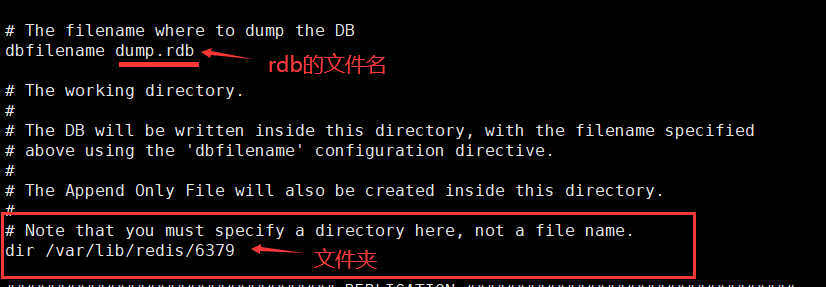 # The filename where to dump the DB
dbfilename dump.rdb
rdb的文件名
# The working directory.
#
# The DB will be written inside this directory, with the filename specified
# above using the 'dbfilename' configuration directive.
#
# The Append Only File will also be created inside this directory.
#
# Note that you must specify a directory here, not a file name.
dir /var/lib/redis/6379
文件夹
################################# REPLICATION #################################